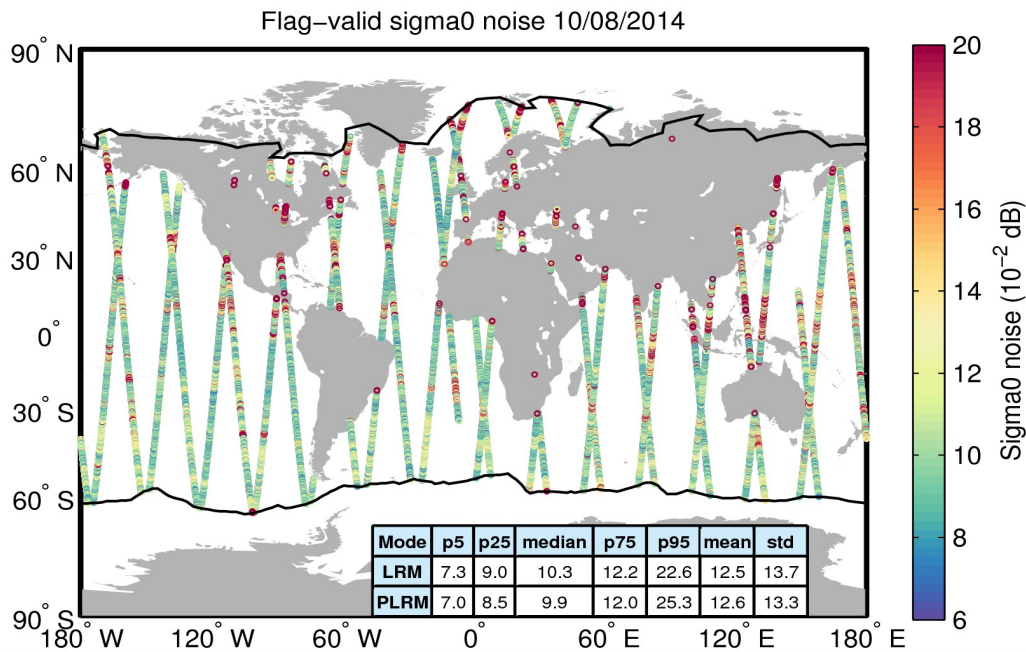 Flag−valid sigma0 noise 10/08/2014
90° N
60° N
30° N
0°
30° S
60° S
90° S
180° W 120° W 60° W 0° 60° E 120° E 180° E
Mode p5 p25 median p75 p95 mean std
LRM 7.3 9.0 10.3 12.2 22.6 12.5 13.7
PLRM 7.0 8.5 9.9 12.0 25.3 12.6 13.3
20
18
16
14
12
10
8
6
Sigma0 noise (10⁻² dB)